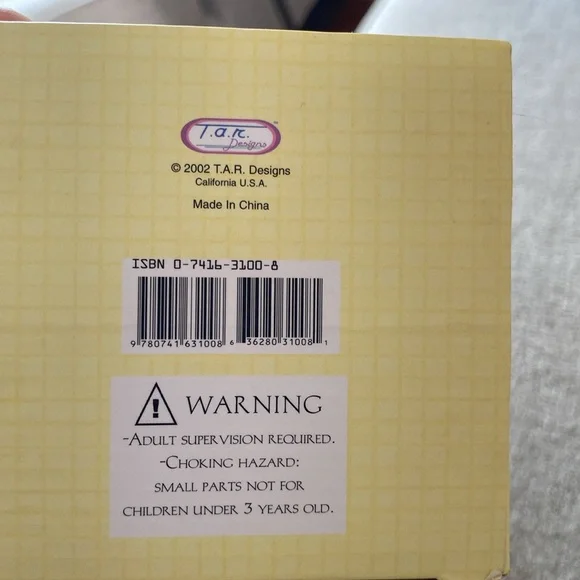 T.a.r.
Designs
™
© 2002 T.A.R. Designs
California U.S.A.
Made In China
ISBN 0-7416-3100-8
9 780741 631008 6 36280 31008 1
! WARNING
-ADULT SUPERVISION REQUIRED.
-CHOKING HAZARD:
SMALL PARTS NOT FOR
CHILDREN UNDER 3 YEARS OLD.